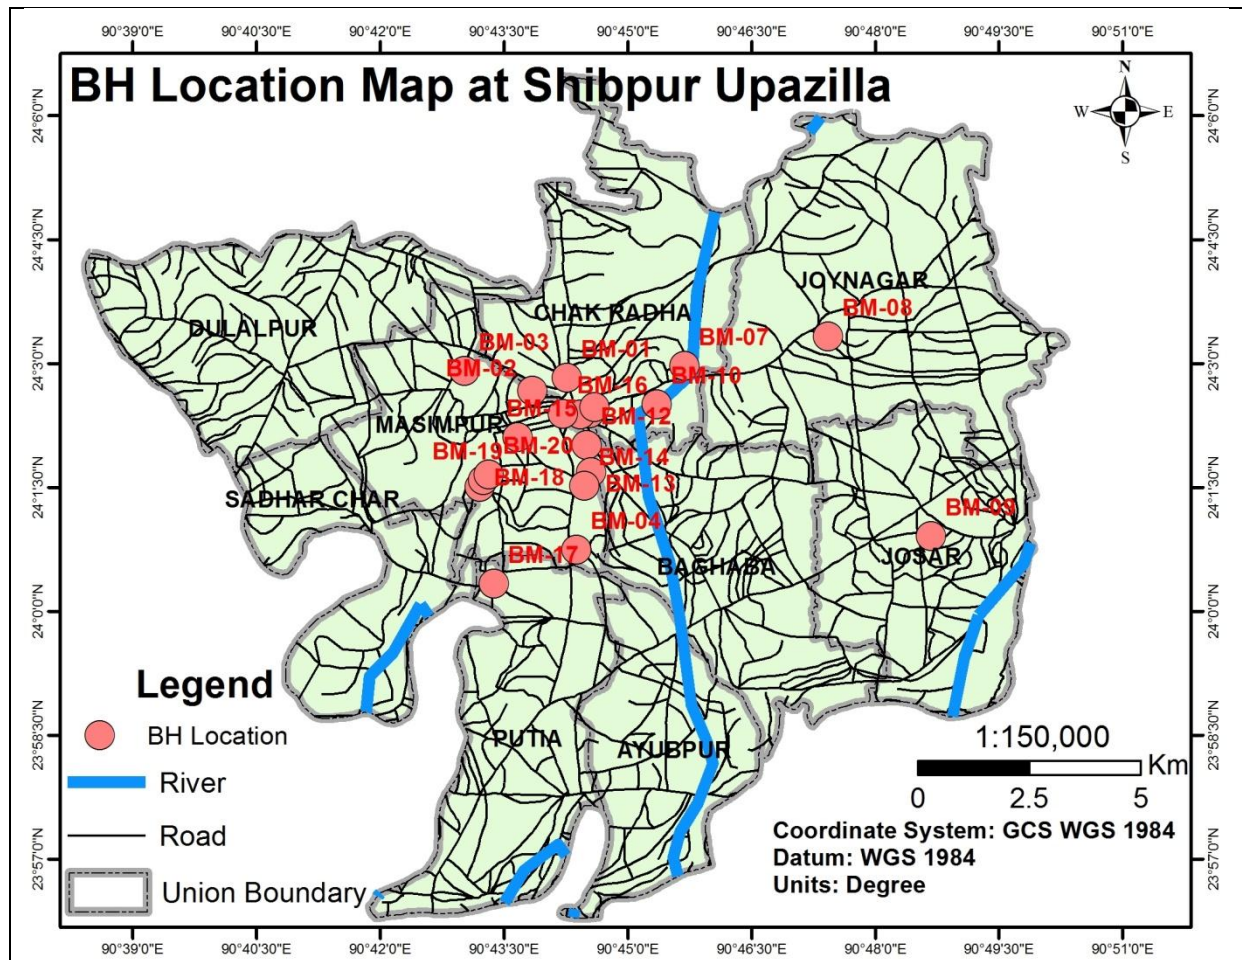 90°39'0"E 90°40'30"E 90°42'0"E 90°43'30"E 90°45'0"E 90°46'30"E 90°48'0"E 90°49'30"E 90°51'0"E
BH Location Map at Shibpur Upazilla
N
W E
S
24°6'0"N 24°6'0"N
24°4'30"N 24°4'30"N
JOYNAGAR
BM-08
CHAK RADHA
DULALPUR
BM-03 BM-01 BM-07
24°3'0"N 24°3'0"N
BM-02 BM-16 BM-10
BM-15 BM-12
MASIMPUR
BM-19 BM-20 BM-14
BM-18 BM-13
24°1'30"N 24°1'30"N
SADHAR CHAR
BM-09
BM-04
BM-17 BAGHABA JOSAR
24°0'0"N 24°0'0"N
Legend
BH Location
PUTIA AYUBPUR
23°58'30"N 23°58'30"N
1:150,000
Km
0 2.5 5
River
Road
Union Boundary
Coordinate System: GCS WGS 1984
Datum: WGS 1984
Units: Degree
23°57'0"N 23°57'0"N
90°39'0"E 90°40'30"E 90°42'0"E 90°43'30"E 90°45'0"E 90°46'30"E 90°48'0"E 90°49'30"E 90°51'0"E